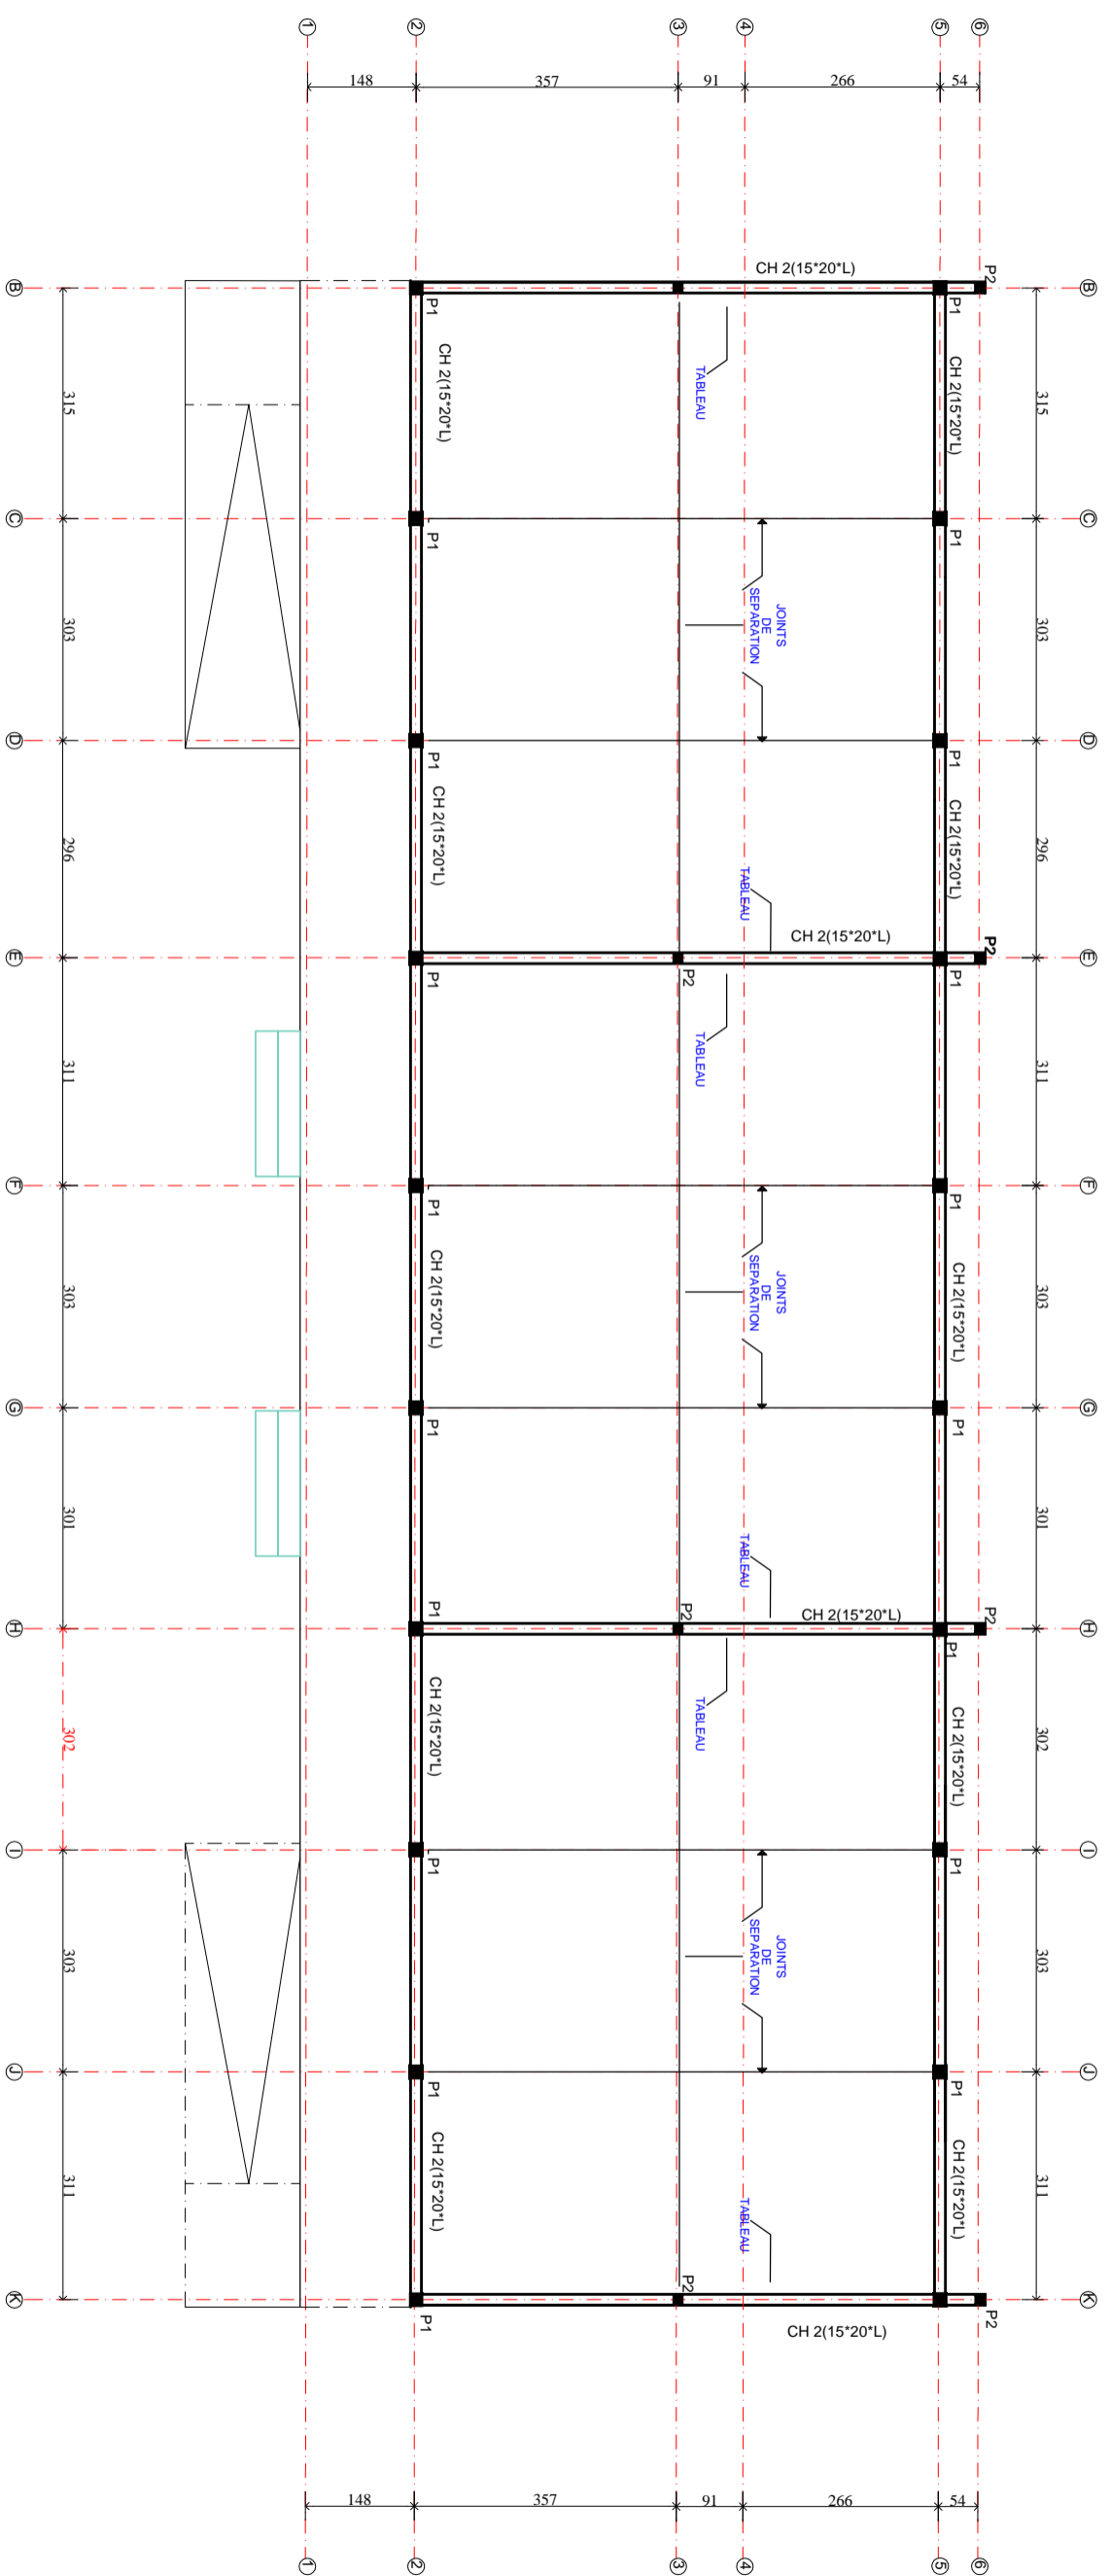 1
2
3
4
5
6
148
357
91
266
54
B
CH 2(15*20*L)
P2
B
P1
P1
315
CH 2(15*20*L)
TABLEAU
CH 2(15*20*L)
315
C
P1
P1
C
303
JOINTS
DE
SEPARATION
303
D
P1
P1
D
296
CH 2(15*20*L)
TABLEAU
CH 2(15*20*L)
296
CH 2(15*20*L)
P2
E
P1
P2
P1
E
311
TABLEAU
311
F
P1
P1
F
303
CH 2(15*20*L)
JOINTS
DE
SEPARATION
CH 2(15*20*L)
303
G
P1
P1
G
301
TABLEAU
301
CH 2(15*20*L)
H
P1
P2
P2
P1
H
302
CH 2(15*20*L)
TABLEAU
CH 2(15*20*L)
302
I
P1
P1
I
303
JOINTS
DE
SEPARATION
303
J
P1
P1
J
311
CH 2(15*20*L)
TABLEAU
CH 2(15*20*L)
311
K
P1
P2
P2
K
CH 2(15*20*L)
148
357
91
266
54
1
2
3
4
5
6